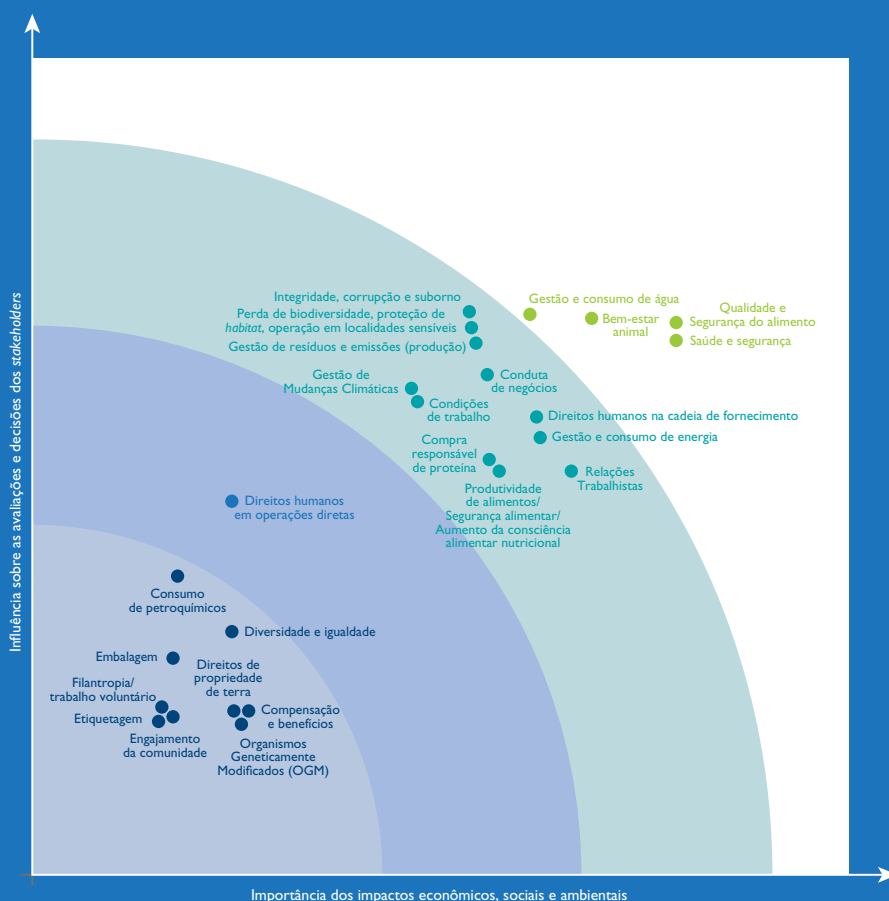 Influência sobre as avaliações e decisões dos stakeholders
Integridade, corrupção e suborno
Perda de biodiversidade, proteção de
habitat, operação em localidades sensíveis
Gestão de resíduos e emissões (produção)
Gestão e consumo de água
Bem-estar
animal
Qualidade e
Segurança do alimento
Saúde e segurança
Gestão de
Mudanças Climáticas
Conduta
de negócios
Condições
de trabalho
Direitos humanos na cadeia de fornecimento
Gestão e consumo de energia
Compra
responsável
de proteína
Relações
Trabalhistas
Produtividade
de alimentos/
Segurança alimentar/
Aumento da consciência
alimentar nutricional
Direitos humanos
em operações diretas
Consumo
de petroquímicos
Diversidade e igualdade
Embalagem
Direitos de
propriedade
de terra
Filantropia/
trabalho voluntário
Etiquetagem
Compensação
e benefícios
Engajamento
da comunidade
Organismos
Geneticamente
Modificados (OGM)
Importância dos impactos econômicos, sociais e ambientais